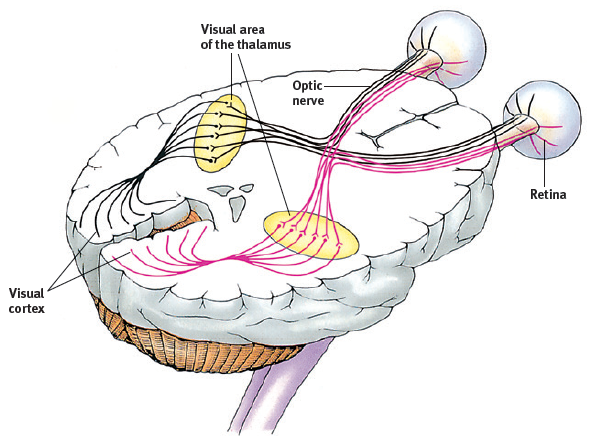 Visual area
of the thalamus
Optic
nerve
Retina
Visual
cortex